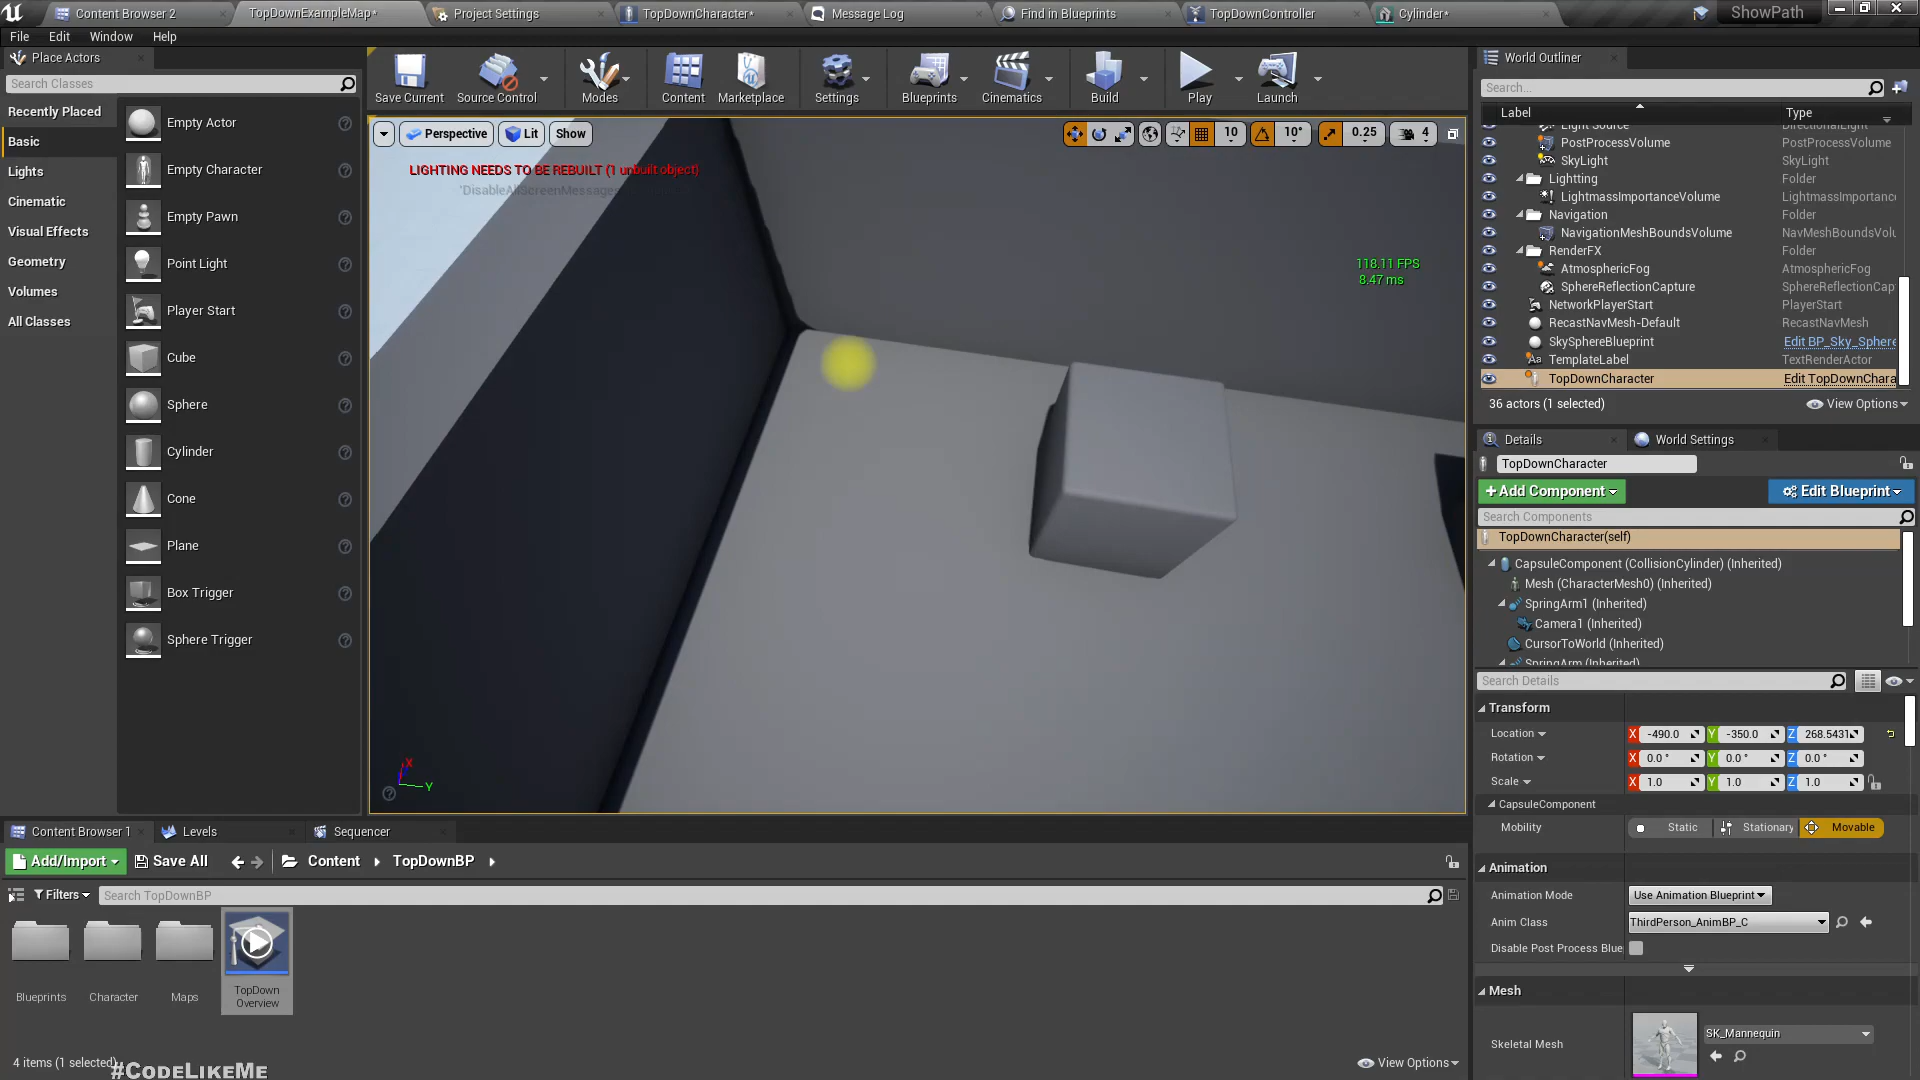 Content Browser 2
TopDownExampleMap*
Project Settings
TopDownCharacter*
Message Log
Find in Blueprints
TopDownController
Cylinder*
ShowPath
File
Edit
Window
Help
Place Actors
Search Classes
Recently Placed
Basic
Lights
Cinematic
Visual Effects
Geometry
Volumes
All Classes
Empty Actor
Empty Character
Empty Pawn
Point Light
Player Start
Cube
Sphere
Cylinder
Cone
Plane
Box Trigger
Sphere Trigger
Save Current
Source Control
Modes
Content
Marketplace
Settings
Blueprints
Cinematics
Build
Play
Launch
Perspective
Lit
Show
10
10°
0.25
4
LIGHTING NEEDS TO BE REBUILT (1 unbuilt object)
'DisableAllScreenMessages
118.11 FPS
8.47 ms
X
Y
World Outliner
Search...
Label
Type
Light Source
DirectionalLight
PostProcessVolume
PostProcessVolume
SkyLight
SkyLight
Lightting
Folder
LightmassImportanceVolume
LightmassImportanc
Navigation
Folder
NavigationMeshBoundsVolume
NavMeshBoundsVolu
RenderFX
Folder
AtmosphericFog
AtmosphericFog
SphereReflectionCapture
SphereReflectionCap
NetworkPlayerStart
PlayerStart
RecastNavMesh-Default
RecastNavMesh
SkySphereBlueprint
Edit BP_Sky_Sphere
TemplateLabel
TextRenderActor
TopDownCharacter
Edit TopDownChara
36 actors (1 selected)
View Options
Details
World Settings
TopDownCharacter
+Add Component
Edit Blueprint
Search Components
TopDownCharacter(self)
CapsuleComponent (CollisionCylinder) (Inherited)
Mesh (CharacterMesh0) (Inherited)
SpringArm1 (Inherited)
Camera1 (Inherited)
CursorToWorld (Inherited)
SpringArm (Inherited)
Search Details
Transform
Location
X
-490.0
Y
-350.0
Z
268.5431
Rotation
X
0.0 °
Y
0.0 °
Z
0.0 °
Scale
X
1.0
Y
1.0
Z
1.0
CapsuleComponent
Mobility
Static
Stationary
Movable
Animation
Animation Mode
Use Animation Blueprint
Anim Class
ThirdPerson_AnimBP_C
Disable Post Process Blue
Mesh
Skeletal Mesh
SK_Mannequin
Content Browser 1
Levels
Sequencer
Add/Import
Save All
Content
TopDownBP
Filters
Search TopDownBP
Blueprints
Character
Maps
TopDown
Overview
4 items (1 selected)
View Options
#CodeLikeMe